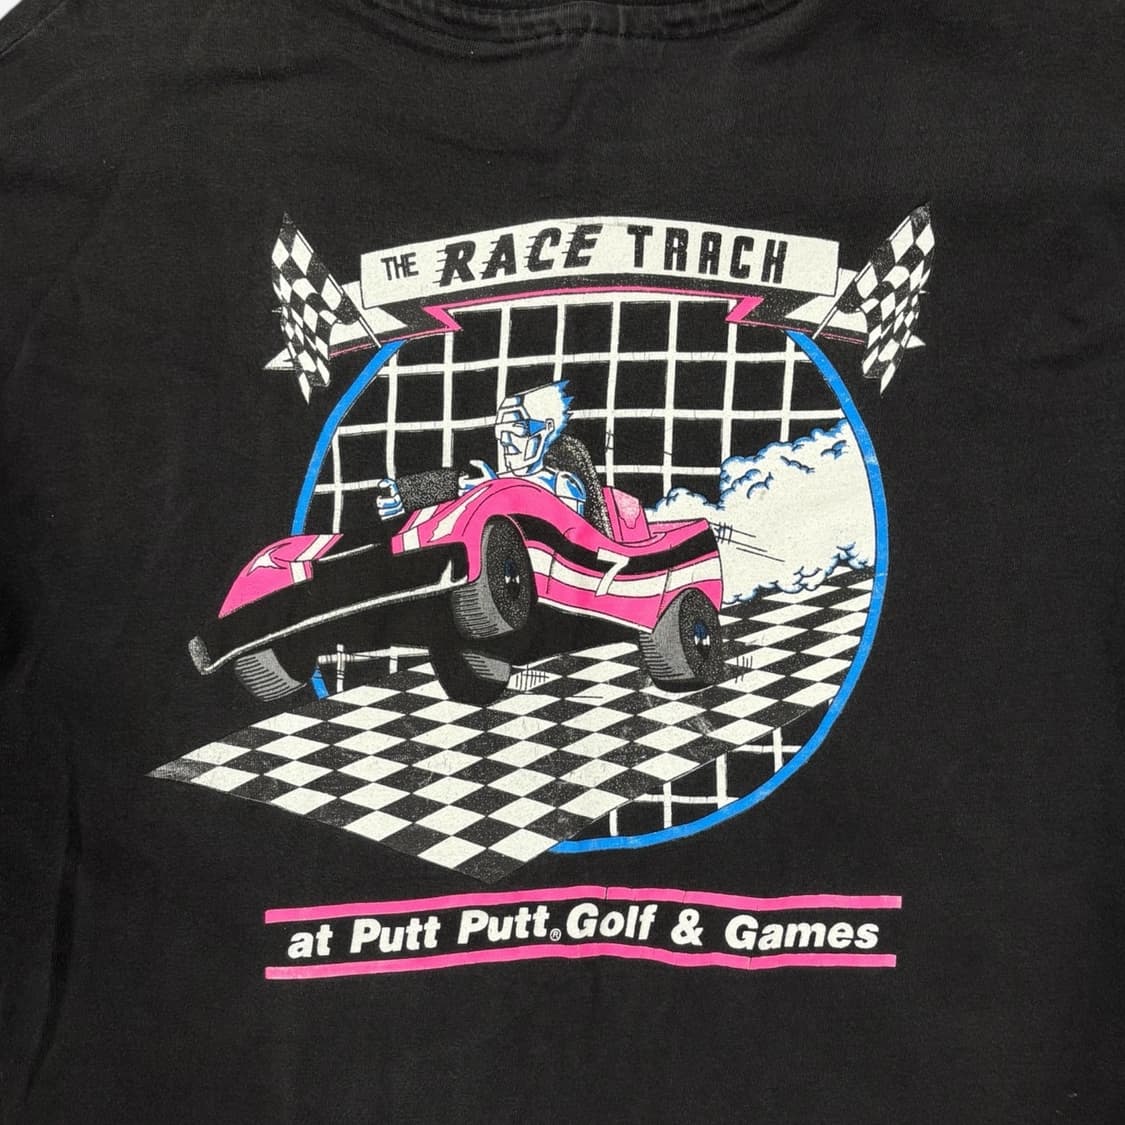 THE RACE TRACK
7
at Putt Putt® Golf & Games